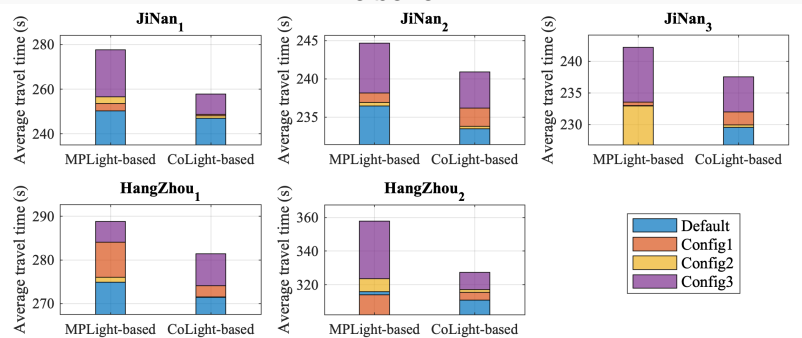 JiNan1
JiNan2
JiNan3
Average travel time (s)
280
260
240
MPLight-based CoLight-based
Average travel time (s)
245
240
235
MPLight-based CoLight-based
Average travel time (s)
240
235
230
MPLight-based CoLight-based
HangZhou1
HangZhou2
Average travel time (s)
290
280
270
MPLight-based CoLight-based
Average travel time (s)
360
340
320
MPLight-based CoLight-based
Default
Config1
Config2
Config3